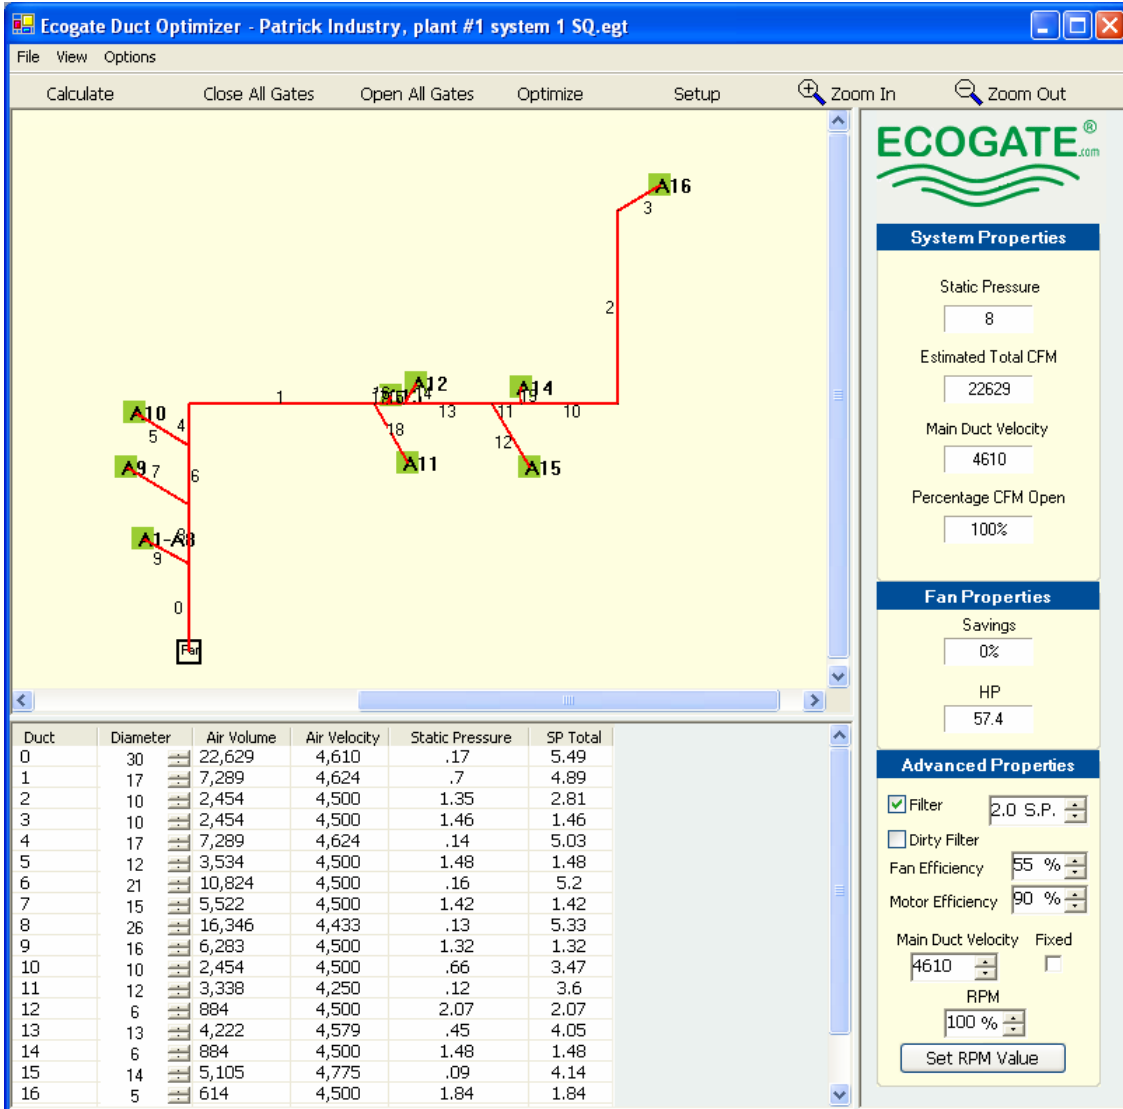 Ecogate Duct Optimizer - Patrick Industry, plant #1 system 1 SQ.egt
File View Options
Calculate Close All Gates Open All Gates Optimize Setup Zoom In Zoom Out
A16
3
2
A12
14
A14
1
13
11
10
A10
4
5
18
12
A11
A15
A9
7
6
A1-A8
8
9
0
Fan
Duct Diameter Air Volume Air Velocity Static Pressure SP Total
0 30 22,629 4,610 .17 5.49
1 17 7,289 4,624 .7 4.89
2 10 2,454 4,500 1.35 2.81
3 10 2,454 4,500 1.46 1.46
4 17 7,289 4,624 .14 5.03
5 12 3,534 4,500 1.48 1.48
6 21 10,824 4,500 .16 5.2
7 15 5,522 4,500 1.42 1.42
8 26 16,346 4,433 .13 5.33
9 16 6,283 4,500 1.32 1.32
10 10 2,454 4,500 .66 3.47
11 12 3,338 4,250 .12 3.6
12 6 884 4,500 2.07 2.07
13 13 4,222 4,579 .45 4.05
14 6 884 4,500 1.48 1.48
15 14 5,105 4,775 .09 4.14
16 5 614 4,500 1.84 1.84
ECOGATE®.com
System Properties
Static Pressure
8
Estimated Total CFM
22629
Main Duct Velocity
4610
Percentage CFM Open
100%
Fan Properties
Savings
0%
HP
57.4
Advanced Properties
Filter 2.0 S.P.
Dirty Filter
Fan Efficiency 55 %
Motor Efficiency 90 %
Main Duct Velocity Fixed
4610
RPM
100 %
Set RPM Value